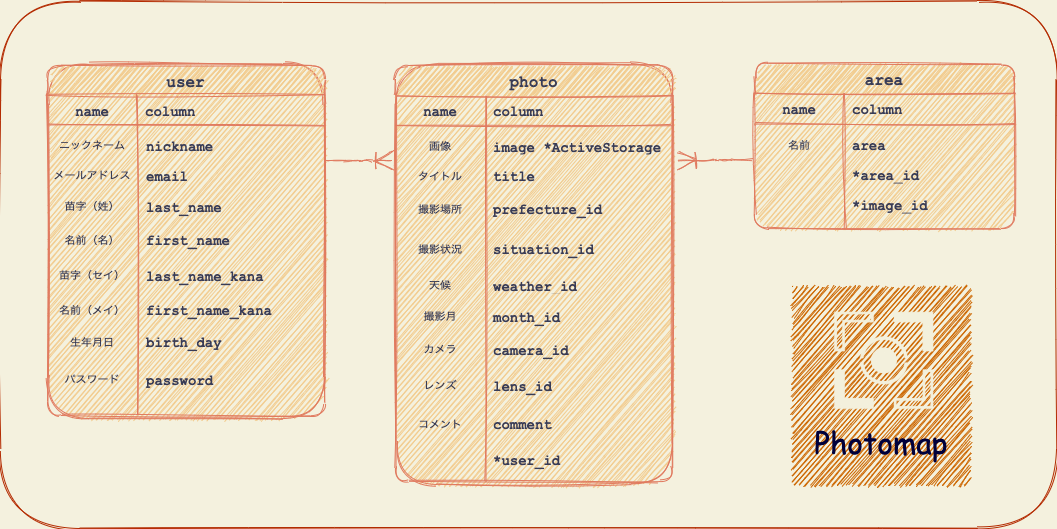 user
name column
ニックネーム nickname
メールアドレス email
苗字（姓） last_name
名前（名） first_name
苗字（セイ） last_name_kana
名前（メイ） first_name_kana
生年月日 birth_day
パスワード password
photo
name column
画像 image *ActiveStorage
タイトル title
撮影場所 prefecture_id
撮影状況 situation_id
天候 weather_id
撮影月 month_id
カメラ camera_id
レンズ lens_id
コメント comment
*user_id
area
name column
名前 area
*area_id
*image_id
Photomap